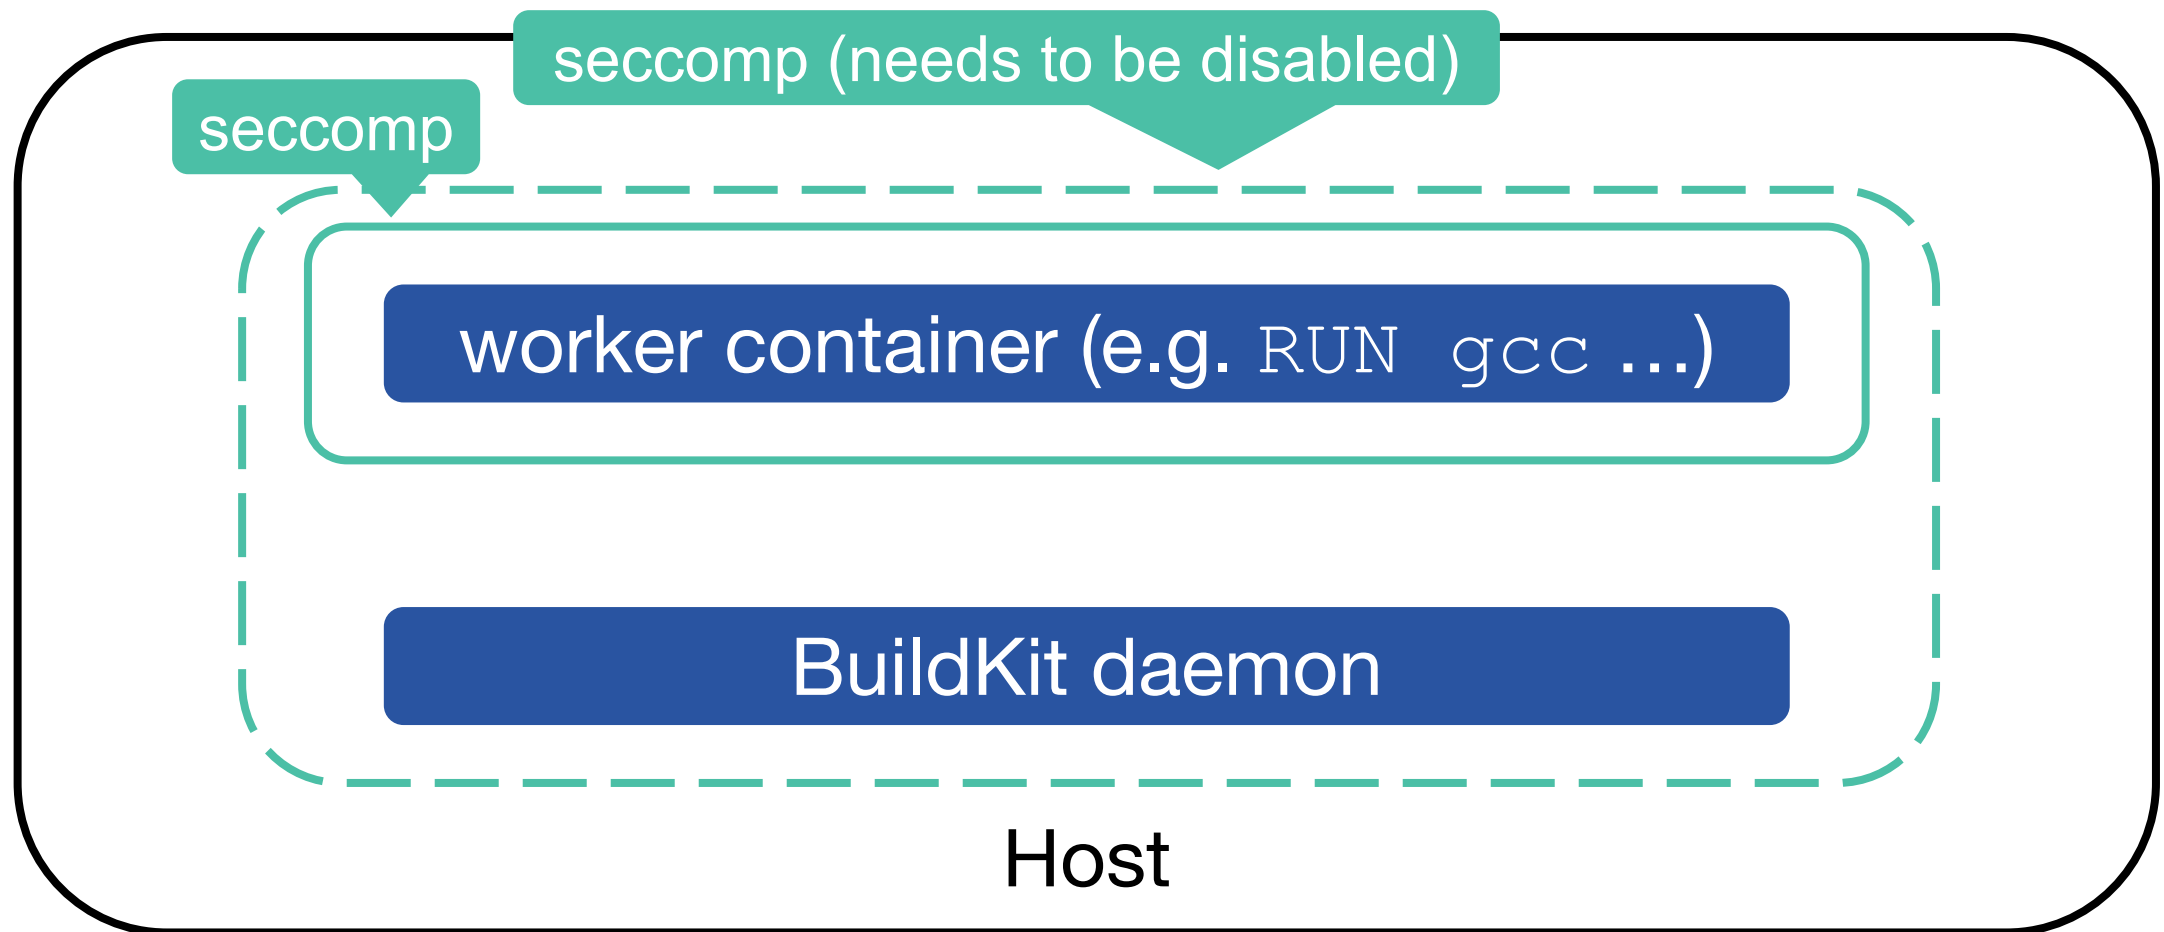 seccomp (needs to be disabled)
seccomp
worker container (e.g. RUN gcc ...)
BuildKit daemon
Host